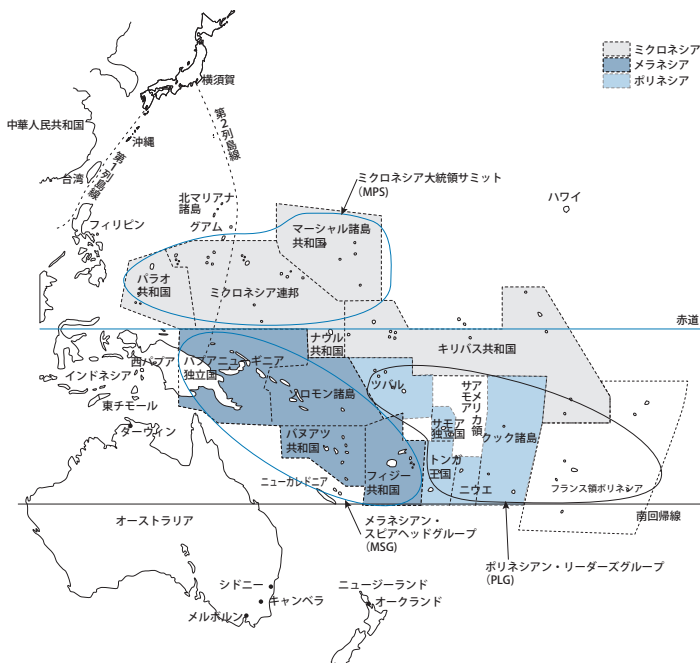 ミクロネシア
メラネシア
ポリネシア
横須賀
中華人民共和国
沖縄
台湾
第1列島線
第2列島線
ミクロネシア大統領サミット
(MPS)
北マリアナ
諸島
グアム
フィリピン
ハワイ
マーシャル諸島
共和国
パラオ
共和国
ミクロネシア連邦
赤道
ナウル
共和国
キリバス共和国
西パプア
パプアニューギニア
独立国
インドネシア
ツバル
アメリカ領
サモア
ソロモン諸島
東チモール
サモア
独立国
クック諸島
ダーウィン
バヌアツ
共和国
トンガ
王国
フィジー
共和国
ニューカレドニア
ニウエ
フランス領ポリネシア
南回帰線
オーストラリア
メラネシアン・
スピアヘッドグループ
(MSG)
ポリネシアン・リーダーズグループ
(PLG)
シドニー
キャンベラ
メルボルン
ニュージーランド
オークランド